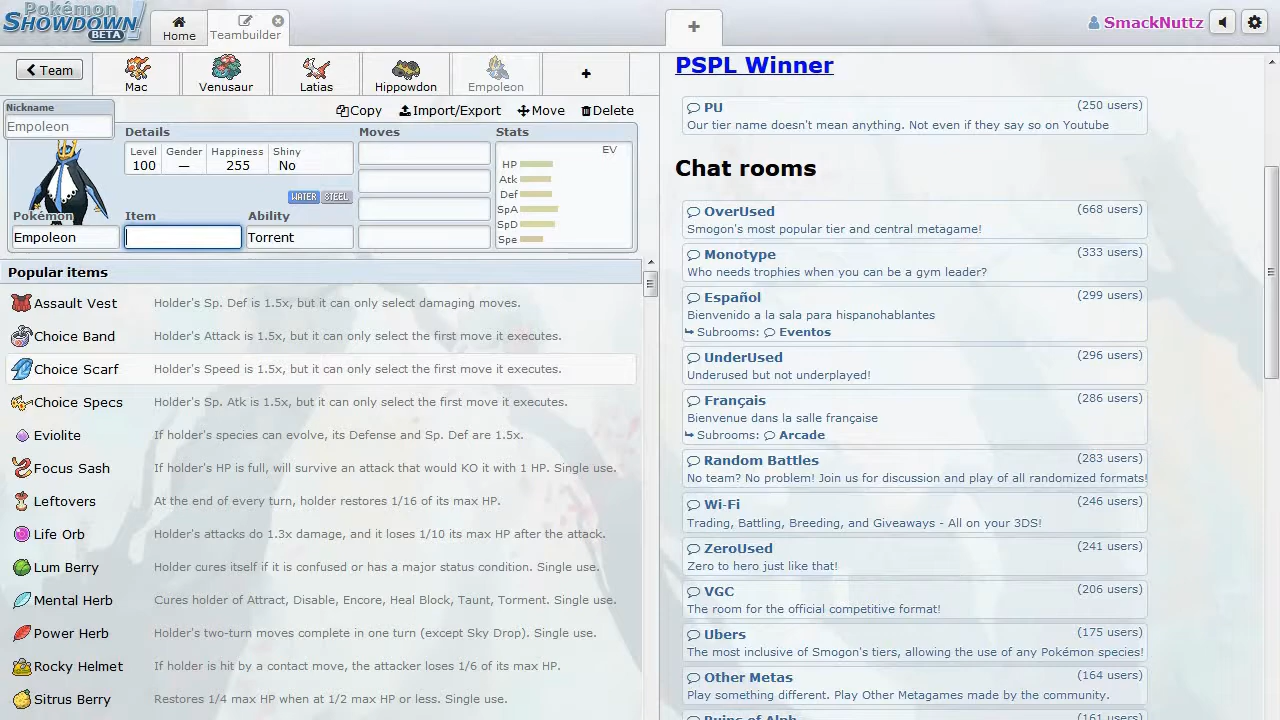 Pokémon
SHOWDOWN!
BETA
Home
Teambuilder
+
SmackNuttz
Team
Mac
Venusaur
Latias
Hippowdon
Empoleon
+
Nickname
Empoleon
Copy
Import/Export
Move
Delete
Details
Moves
Stats
Level
Gender
Happiness
Shiny
100
—
255
No
EV
HP
Atk
Def
SpA
SpD
Spe
WATER
STEEL
Pokémon
Item
Ability
Empoleon
Torrent
Popular items
Assault Vest Holder's Sp. Def is 1.5x, but it can only select damaging moves.
Choice Band Holder's Attack is 1.5x, but it can only select the first move it executes.
Choice Scarf Holder's Speed is 1.5x, but it can only select the first move it executes.
Choice Specs Holder's Sp. Atk is 1.5x, but it can only select the first move it executes.
Eviolite If holder's species can evolve, its Defense and Sp. Def are 1.5x.
Focus Sash If holder's HP is full, will survive an attack that would KO it with 1 HP. Single use.
Leftovers At the end of every turn, holder restores 1/16 of its max HP.
Life Orb Holder's attacks do 1.3x damage, and it loses 1/10 its max HP after the attack.
Lum Berry Holder cures itself if it is confused or has a major status condition. Single use.
Mental Herb Cures holder of Attract, Disable, Encore, Heal Block, Taunt, Torment. Single use.
Power Herb Holder's two-turn moves complete in one turn (except Sky Drop). Single use.
Rocky Helmet If holder is hit by a contact move, the attacker loses 1/6 of its max HP.
Sitrus Berry Restores 1/4 max HP when at 1/2 max HP or less. Single use.
PSPL Winner
PU (250 users)
Our tier name doesn't mean anything. Not even if they say so on Youtube
Chat rooms
OverUsed (668 users)
Smogon's most popular tier and central metagame!
Monotype (333 users)
Who needs trophies when you can be a gym leader?
Español (299 users)
Bienvenido a la sala para hispanohablantes
Subrooms: Eventos
UnderUsed (296 users)
Underused but not underplayed!
Français (286 users)
Bienvenue dans la salle française
Subrooms: Arcade
Random Battles (283 users)
No team? No problem! Join us for discussion and play of all randomized formats!
Wi-Fi (246 users)
Trading, Battling, Breeding, and Giveaways - All on your 3DS!
ZeroUsed (241 users)
Zero to hero just like that!
VGC (206 users)
The room for the official competitive format!
Ubers (175 users)
The most inclusive of Smogon's tiers, allowing the use of any Pokémon species!
Other Metas (164 users)
Play something different. Play Other Metagames made by the community.
Ruins of Alph (161 users)